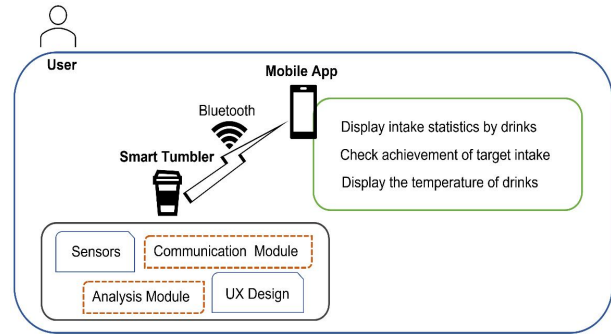 User
Mobile App
Bluetooth
Smart Tumbler
Display intake statistics by drinks
Check achievement of target intake
Display the temperature of drinks
Sensors
Communication Module
Analysis Module
UX Design